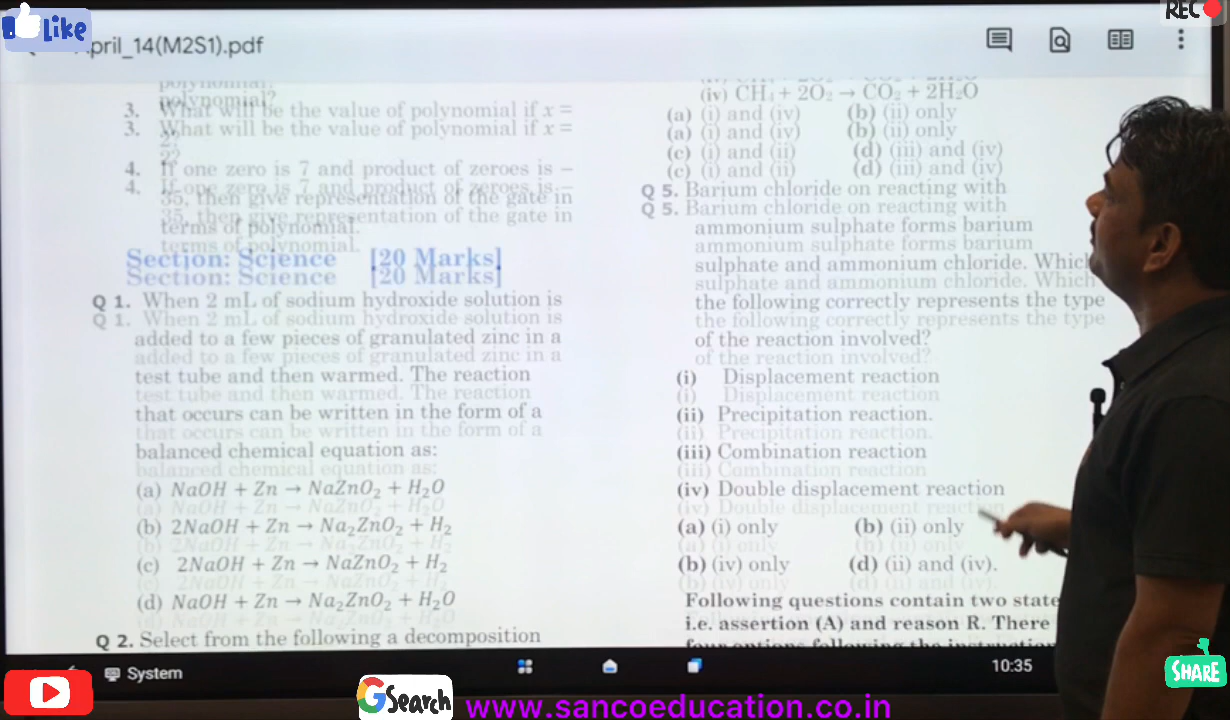 Like
REC
April_14(M2S1).pdf
polynomial?
3. What will be the value of polynomial if x =
2?
4. If one zero is 7 and product of zeroes is –
35, then give representation of the gate in
terms of polynomial.
Section: Science [20 Marks]
Q 1. When 2 mL of sodium hydroxide solution is
added to a few pieces of granulated zinc in a
test tube and then warmed. The reaction
that occurs can be written in the form of a
balanced chemical equation as:
(a) NaOH + Zn → NaZnO₂ + H₂O
(b) 2NaOH + Zn → Na₂ZnO₂ + H₂
(c) 2NaOH + Zn → NaZnO₂ + H₂
(d) NaOH + Zn → Na₂ZnO₂ + H₂O
Q 2. Select from the following a decomposition
(iv) CH₄ + 2O₂ → CO₂ + 2H₂O
(a) (i) and (iv) (b) (ii) only
(c) (i) and (ii) (d) (iii) and (iv)
Q 5. Barium chloride on reacting with
ammonium sulphate forms barium
sulphate and ammonium chloride. Which
the following correctly represents the type
of the reaction involved?
(i) Displacement reaction
(ii) Precipitation reaction.
(iii) Combination reaction
(iv) Double displacement reaction
(a) (i) only (b) (ii) only
(b) (iv) only (d) (ii) and (iv).
Following questions contain two state
i.e. assertion (A) and reason R. There
four options following the instruction
System
10:35
SHARE
GSearch
www.sancoeducation.co.in